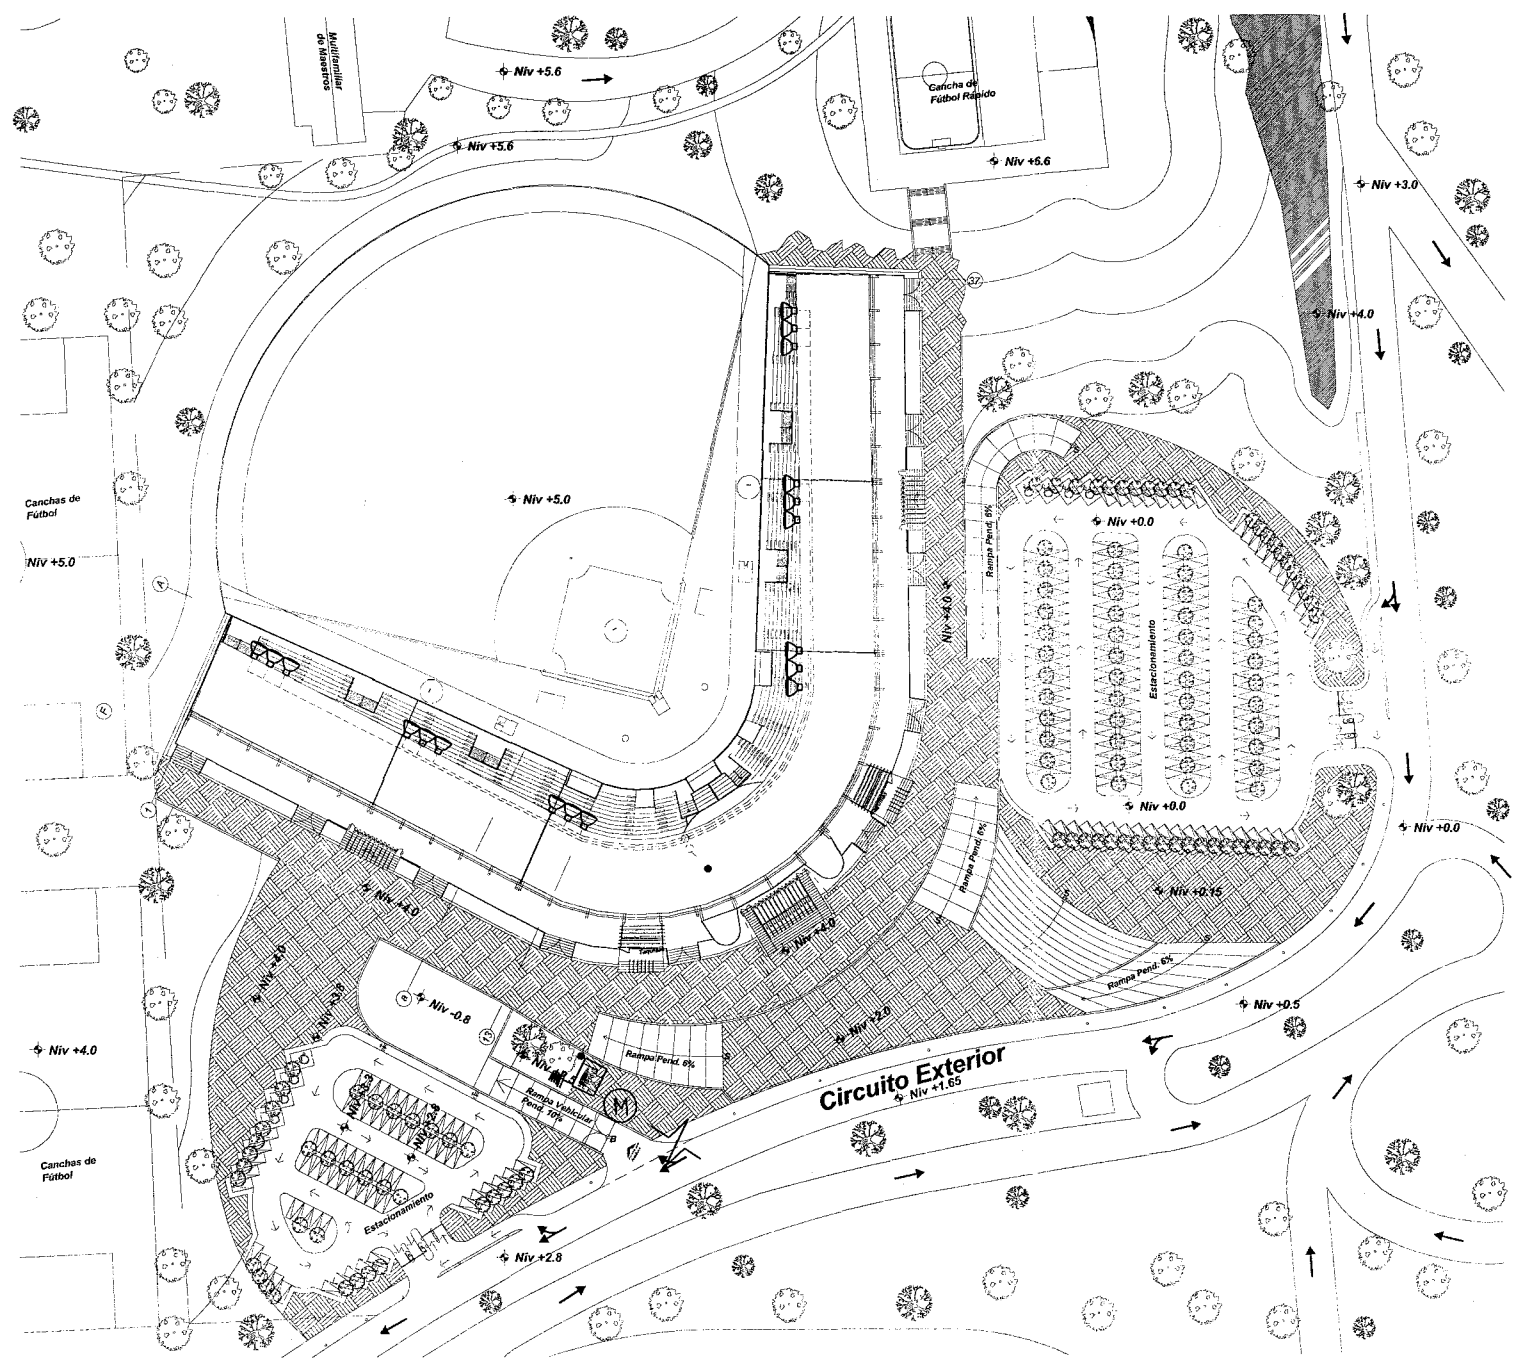 Multifamiliar
de Maestros
Niv +5.6
Niv +5.6
Cancha de
Fútbol Rápido
Niv +6.6
Niv +3.0
37
Niv +4.0
Canchas de
Fútbol
Niv +5.0
Niv +5.0
A
F
1
Rampa Pend. 6%
Niv +4.0
Niv +0.0
Estacionamiento
Niv +0.0
Niv +0.0
Rampa Pend. 6%
Niv +0.15
Rampa Pend. 6%
Niv +0.5
Niv +4.0
Niv +4.0
Niv +4.0
Taquillas
Niv +3.8
Niv -0.8
13
Niv +2.0
Rampa Pend. 6%
Rampa Vehicular
Pend. 10%
M
B
Circuito Exterior
Niv +1.65
Niv +4.0
Canchas de
Fútbol
Estacionamiento
Niv +2.8